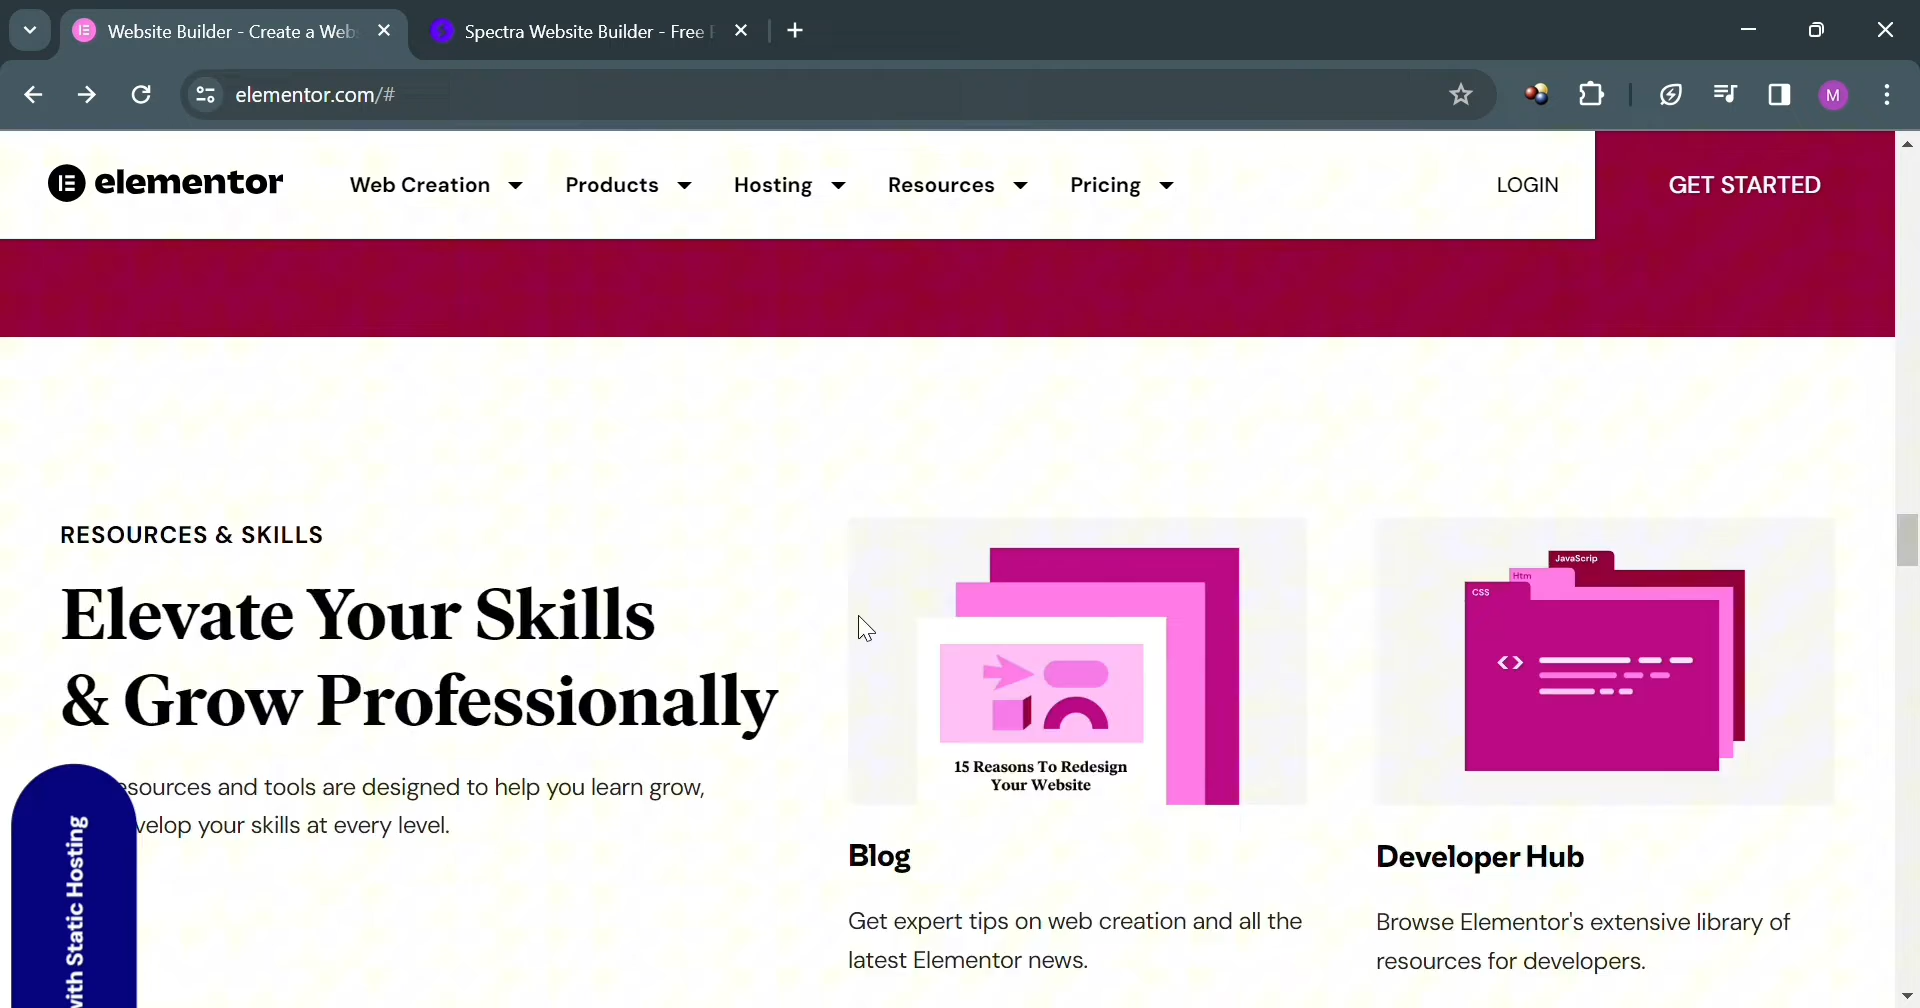 Website Builder - Create a Web
Spectra Website Builder - Free
elementor.com/#
M
elementor
Web Creation
Products
Hosting
Resources
Pricing
LOGIN
GET STARTED
RESOURCES & SKILLS
Elevate Your Skills
& Grow Professionally
sources and tools are designed to help you learn grow,
velop your skills at every level.
with Static Hosting
15 Reasons To Redesign
Your Website
Blog
Get expert tips on web creation and all the
latest Elementor news.
JavaScrip
Htm
CSS
Developer Hub
Browse Elementor's extensive library of
resources for developers.